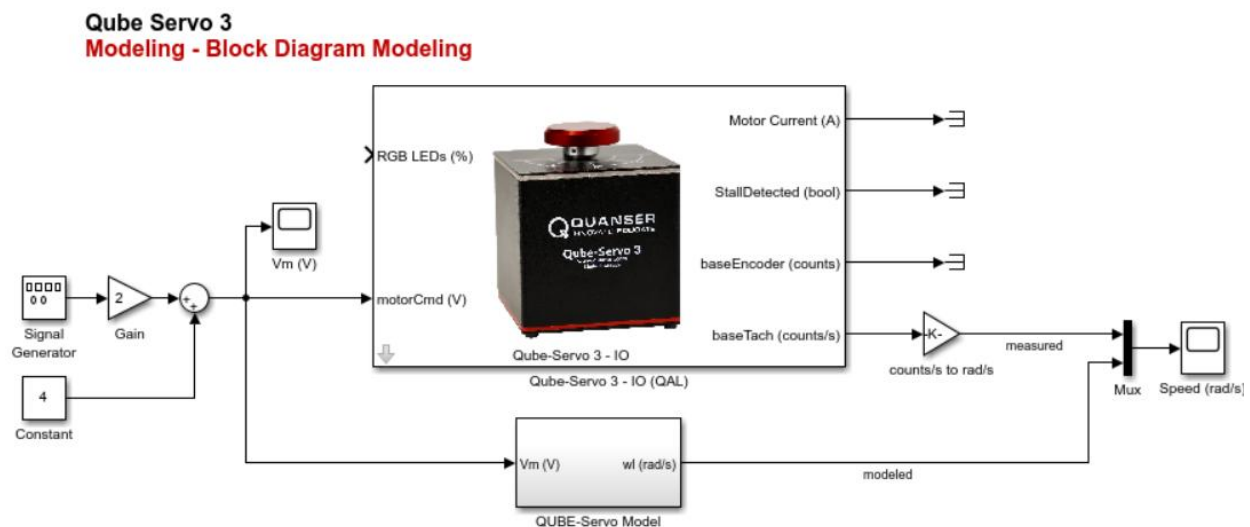 Qube Servo 3
Modeling - Block Diagram Modeling
RGB LEDs (%)
motorCmd (V)
Motor Current (A)
StallDetected (bool)
baseEncoder (counts)
baseTach (counts/s)
QUANSER
Qube-Servo 3
Qube-Servo 3 - IO
Qube-Servo 3 - IO (QAL)
Vm (V)
Signal
Generator
2
Gain
4
Constant
-K-
counts/s to rad/s
measured
Mux
Speed (rad/s)
Vm (V)
wl (rad/s)
QUBE-Servo Model
modeled